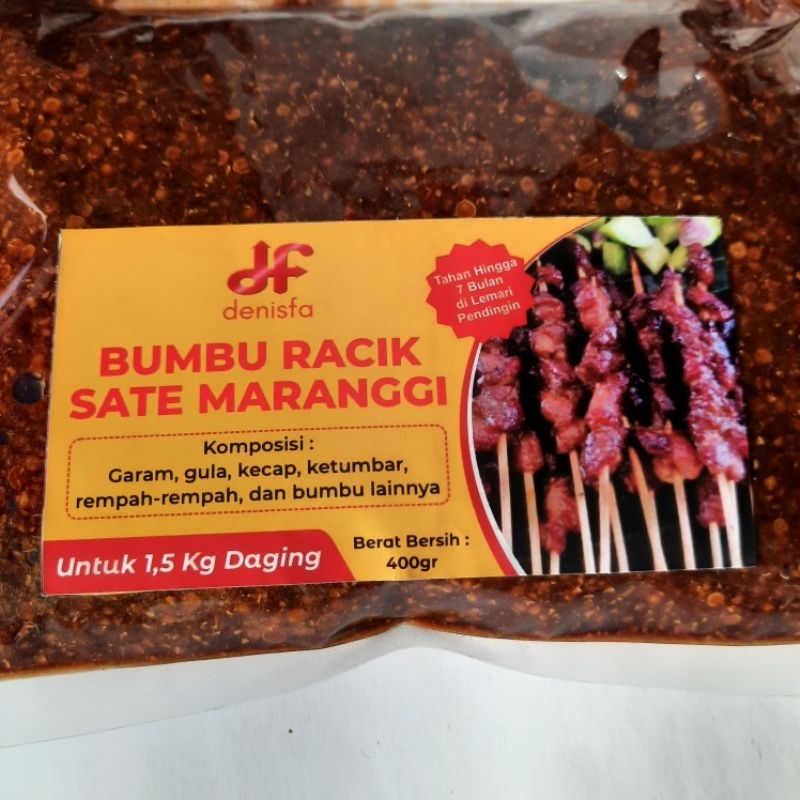 df
denisfa
Tahan Hingga
7 Bulan
di Lemari
Pendingin
BUMBU RACIK
SATE MARANGGI
Komposisi :
Garam, gula, kecap, ketumbar,
rempah-rempah, dan bumbu lainnya
Untuk 1,5 Kg Daging
Berat Bersih :
400gr